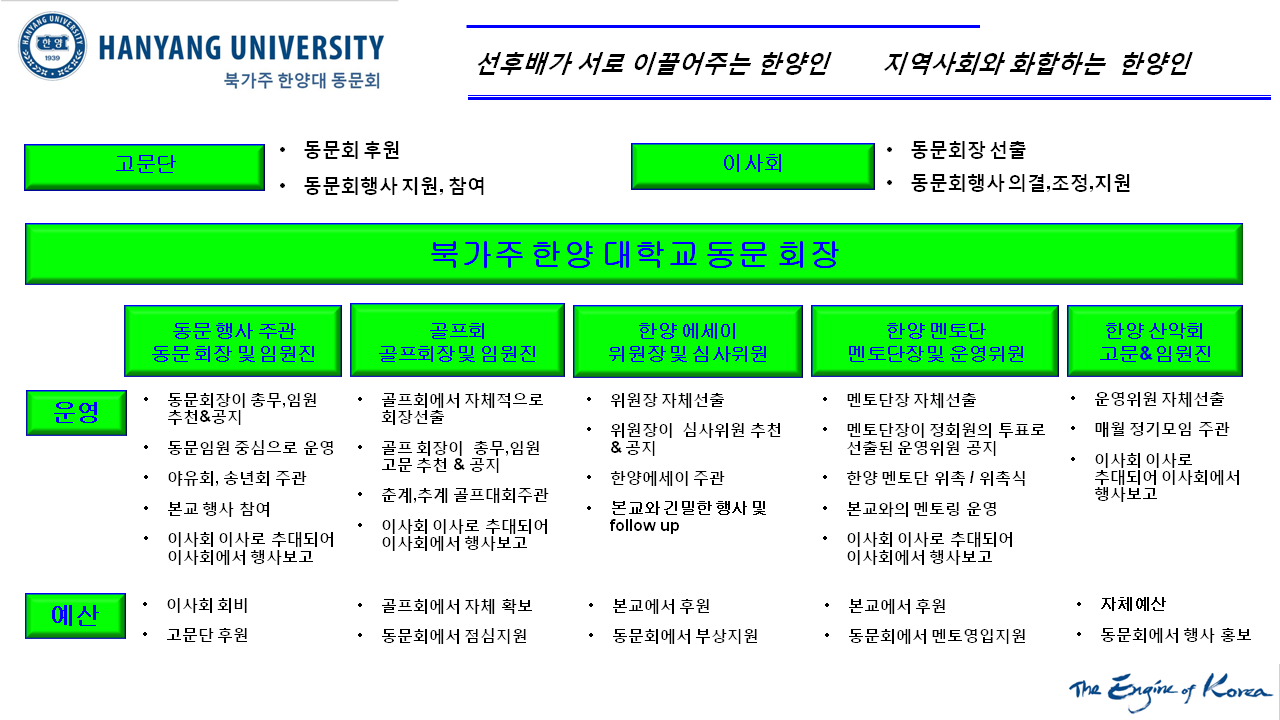 HANYANG UNIVERSITY
한양
1939
HANYANG UNIVERSITY
북가주 한양대 동문회
선후배가 서로 이끌어주는 한양인 지역사회와 화합하는 한양인
고문단
• 동문회 후원
• 동문회행사 지원, 참여
이사회
• 동문회장 선출
• 동문회행사 의결,조정,지원
북가주 한양 대학교 동문 회장
동문 행사 주관
동문 회장 및 임원진
골프회
골프회장 및 임원진
한양 에세이
위원장 및 심사위원
한양 멘토단
멘토단장 및 운영위원
한양 산악회
고문& 임원진
운영
• 동문회장이 총무,임원
추천&공지
• 동문임원 중심으로 운영
• 야유회, 송년회 주관
• 본교 행사 참여
• 이사회 이사로 추대되어
이사회에서 행사보고
• 골프회에서 자체적으로
회장선출
• 골프 회장이 총무,임원
고문 추천 & 공지
• 춘계,추계 골프대회주관
• 이사회 이사로 추대되어
이사회에서 행사보고
• 위원장 자체선출
• 위원장이 심사위원 추천
& 공지
• 한양에세이 주관
• 본교와 긴밀한 행사 및
follow up
• 멘토단장 자체선출
• 멘토단장이 정회원의 투표로
선출된 운영위원 공지
• 한양 멘토단 위촉 / 위촉식
• 본교와의 멘토링 운영
• 이사회 이사로 추대되어
이사회에서 행사보고
• 운영위원 자체선출
• 매월 정기모임 주관
• 이사회 이사로
추대되어 이사회에서
행사보고
예산
• 이사회 회비
• 고문단 후원
• 골프회에서 자체 확보
• 동문회에서 점심지원
• 본교에서 후원
• 동문회에서 부상지원
• 본교에서 후원
• 동문회에서 멘토영입지원
• 자체예산
• 동문회에서 행사 홍보
The Engine of Korea